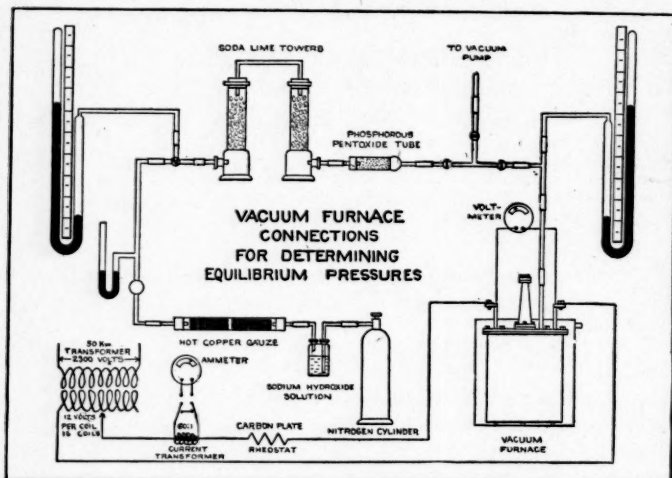 SODA LIME TOWERS
TO VACUUM
PUMP
PHOSPHOROUS
PENTOXIDE TUBE
VOLT-
METER
VACUUM FURNACE
CONNECTIONS
FOR DETERMINING
EQUILIBRIUM PRESSURES
HOT COPPER GAUZE
50 KW.
TRANSFORMER
2300 VOLTS
AMMETER
SODIUM HYDROXIDE
SOLUTION
NITROGEN CYLINDER
12 VOLTS
PER COIL
16 COILS
80:1
CURRENT
TRANSFORMER
CARBON PLATE
RHEOSTAT
VACUUM
FURNACE